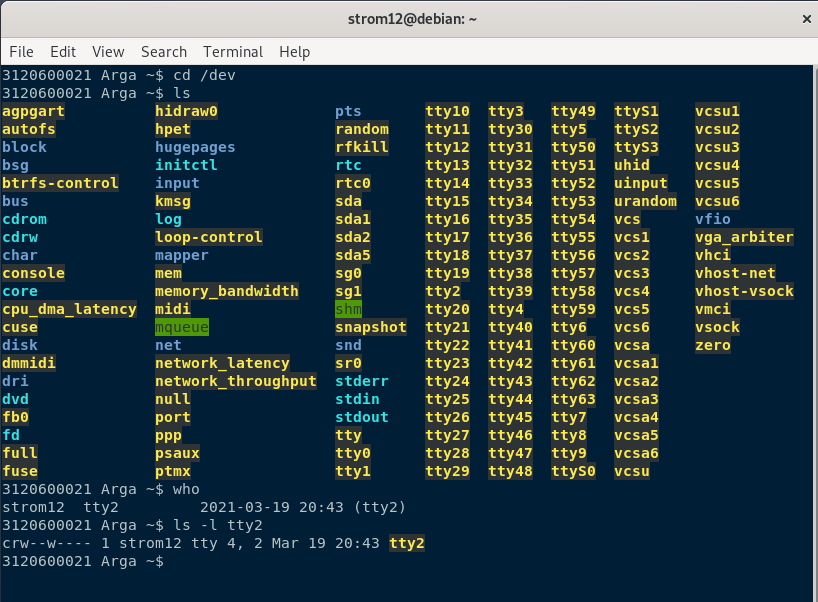 strom12@debian: ~
File Edit View Search Terminal Help
3120600021 Arga ~$ cd /dev
3120600021 Arga ~$ ls
agpgart hidraw0 pts tty10 tty3 tty49 ttyS1 vcsu1
autofs hpet random tty11 tty30 tty5 ttyS2 vcsu2
block hugepages rfkill tty12 tty31 tty50 ttyS3 vcsu3
bsg initctl rtc tty13 tty32 tty51 uhid vcsu4
btrfs-control input rtc0 tty14 tty33 tty52 uinput vcsu5
bus kmsg sda tty15 tty34 tty53 urandom vcsu6
cdrom log sda1 tty16 tty35 tty54 vcs vfio
cdrw loop-control sda2 tty17 tty36 tty55 vcs1 vga_arbiter
char mapper sda5 tty18 tty37 tty56 vcs2 vhci
console mem sg0 tty19 tty38 tty57 vcs3 vhost-net
core memory_bandwidth sg1 tty2 tty39 tty58 vcs4 vhost-vsock
cpu_dma_latency midi shm tty20 tty4 tty59 vcs5 vmci
cuse mqueue snapshot tty21 tty40 tty6 vcs6 vsock
disk net snd tty22 tty41 tty60 vcsa zero
dmmidi network_latency sr0 tty23 tty42 tty61 vcsa1
dri network_throughput stderr tty24 tty43 tty62 vcsa2
dvd null stdin tty25 tty44 tty63 vcsa3
fb0 port stdout tty26 tty45 tty7 vcsa4
fd ppp tty tty27 tty46 tty8 vcsa5
full psaux tty0 tty28 tty47 tty9 vcsa6
fuse ptmx tty1 tty29 tty48 ttyS0 vcsu
3120600021 Arga ~$ who
strom12 tty2 2021-03-19 20:43 (tty2)
3120600021 Arga ~$ ls -l tty2
crw--w---- 1 strom12 tty 4, 2 Mar 19 20:43 tty2
3120600021 Arga ~$